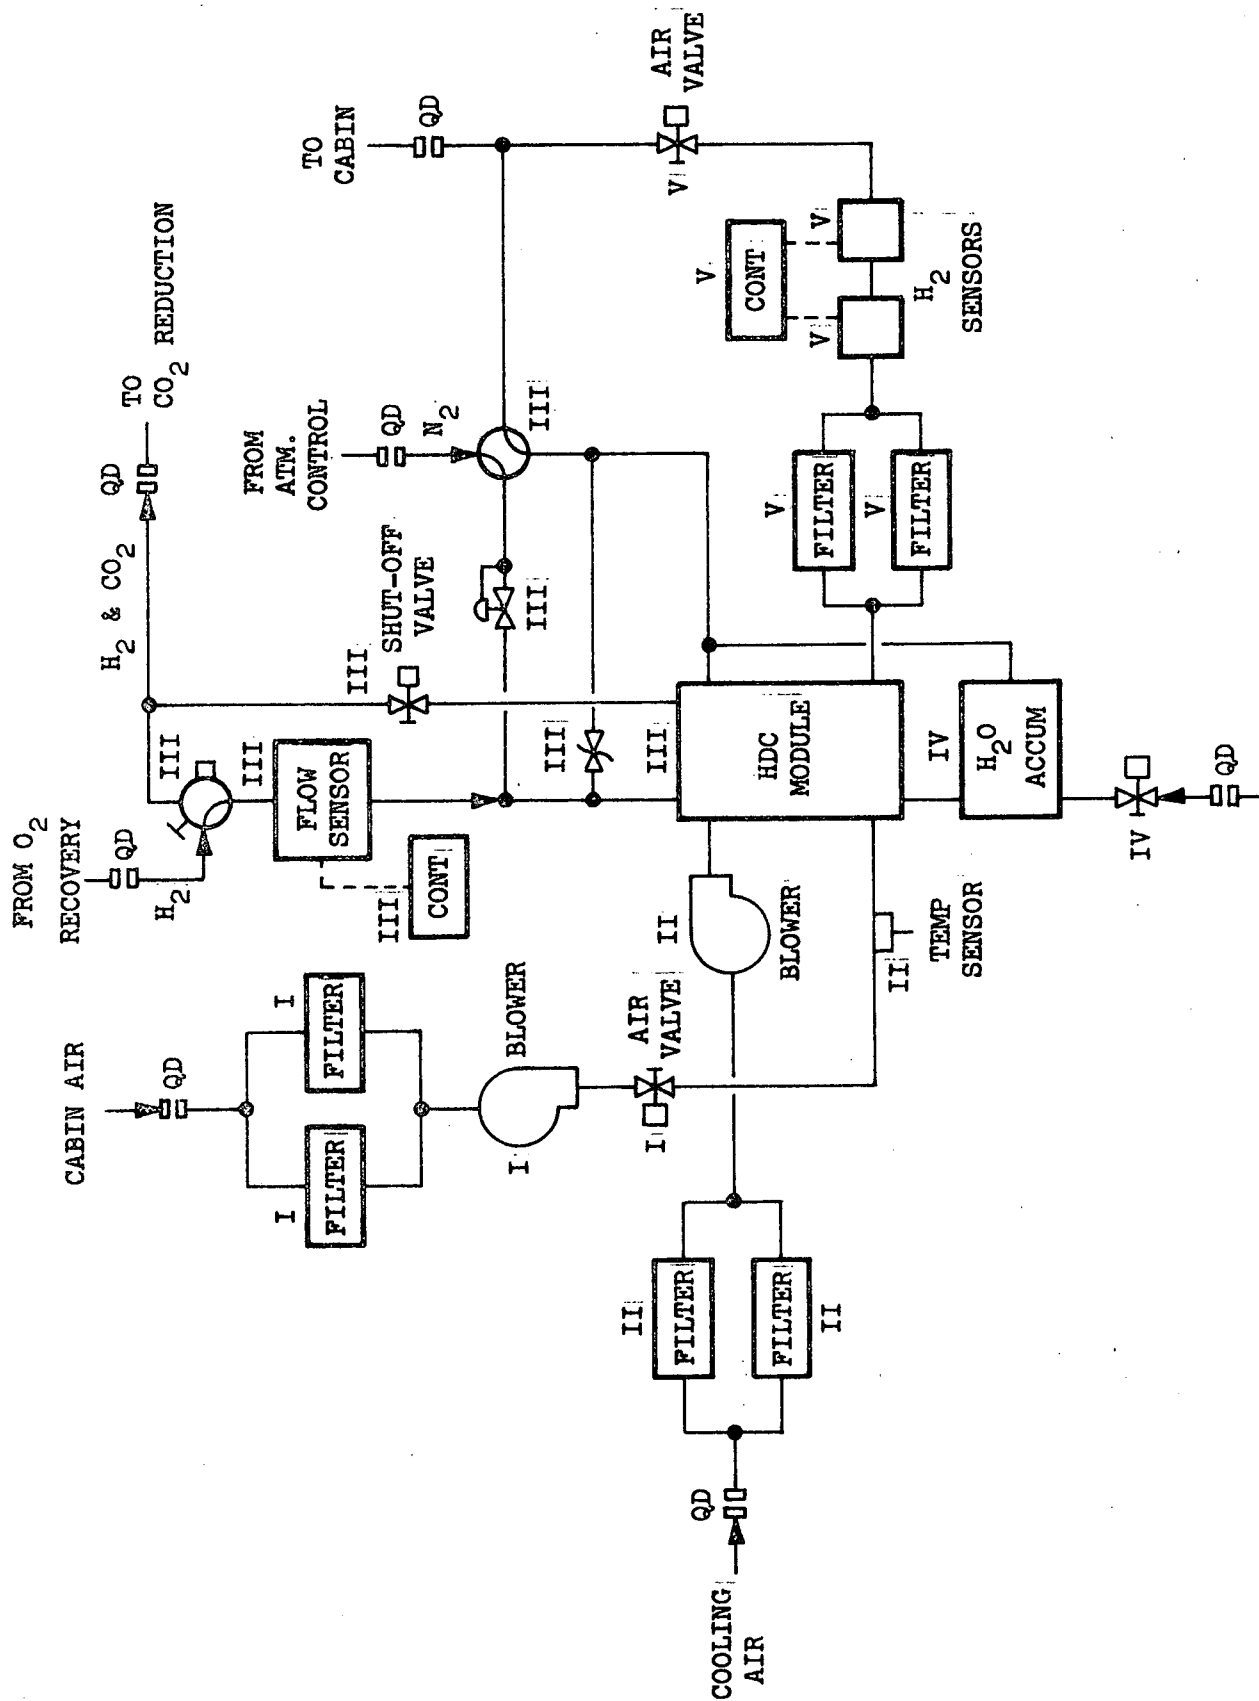 FROM O2
RECOVERY
QD
H2
III
III
FLOW
SENSOR
III
CONT
H2 & CO2
QD
TO
CO2 REDUCTION
III
SHUT-OFF
VALVE
FROM
ATM.
CONTROL
QD
N2
III
III
III
TO
CABIN
QD
AIR
VALVE
V
CABIN AIR
QD
I
FILTER
I
FILTER
BLOWER
I
AIR
VALVE
I
COOLING
AIR
QD
II
FILTER
FILTER
II
II
BLOWER
II
TEMP
SENSOR
III
HDC
MODULE
IV
H2O
ACCUM
IV
QD
V
FILTER
V
FILTER
V
CONT
V
V
H2
SENSORS